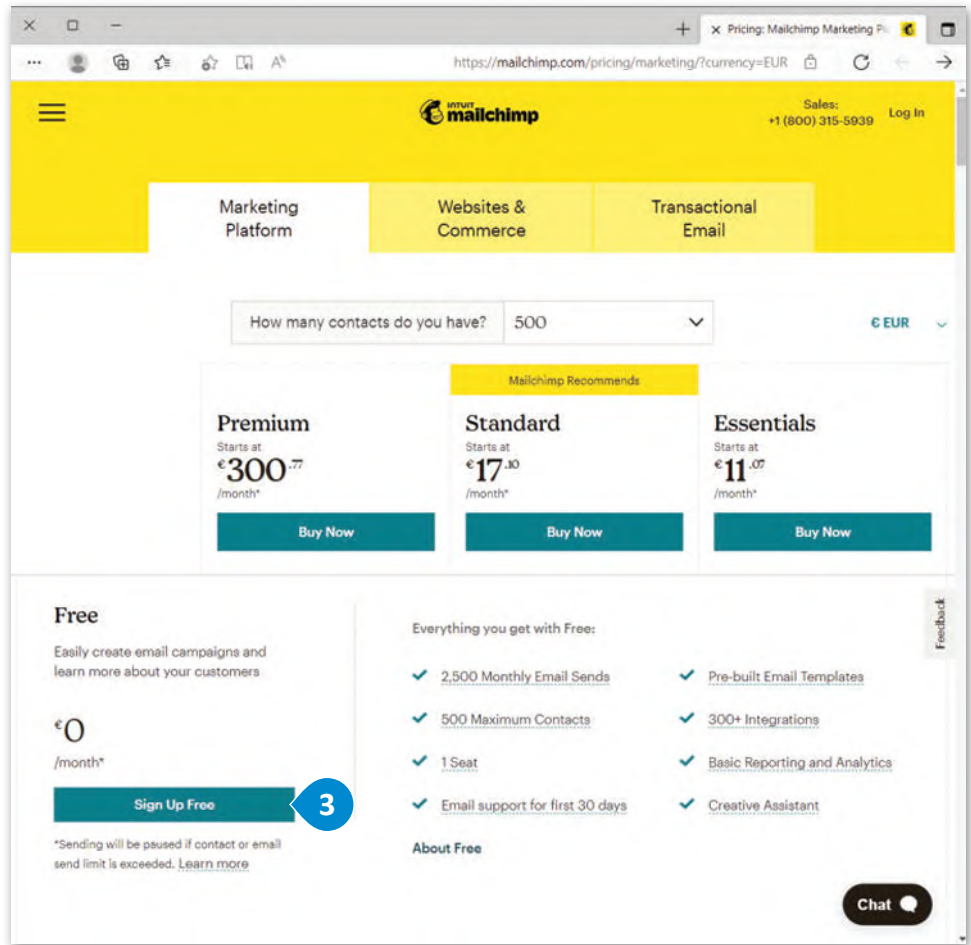 Pricing: Mailchimp Marketing Pl
https://mailchimp.com/pricing/marketing/?currency=EUR
INTUIT
mailchimp
Sales:
+1 (800) 315-5939
Log In
Marketing
Platform
Websites &
Commerce
Transactional
Email
How many contacts do you have?
500
€ EUR
Mailchimp Recommends
Premium
Starts at
€300.77
/month*
Buy Now
Standard
Starts at
€17.10
/month*
Buy Now
Essentials
Starts at
€11.07
/month*
Buy Now
Feedback
Free
Easily create email campaigns and
learn more about your customers
€0
/month*
Sign Up Free
3
*Sending will be paused if contact or email
send limit is exceeded. Learn more
Everything you get with Free:
2,500 Monthly Email Sends
500 Maximum Contacts
1 Seat
Email support for first 30 days
Pre-built Email Templates
300+ Integrations
Basic Reporting and Analytics
Creative Assistant
About Free
Chat